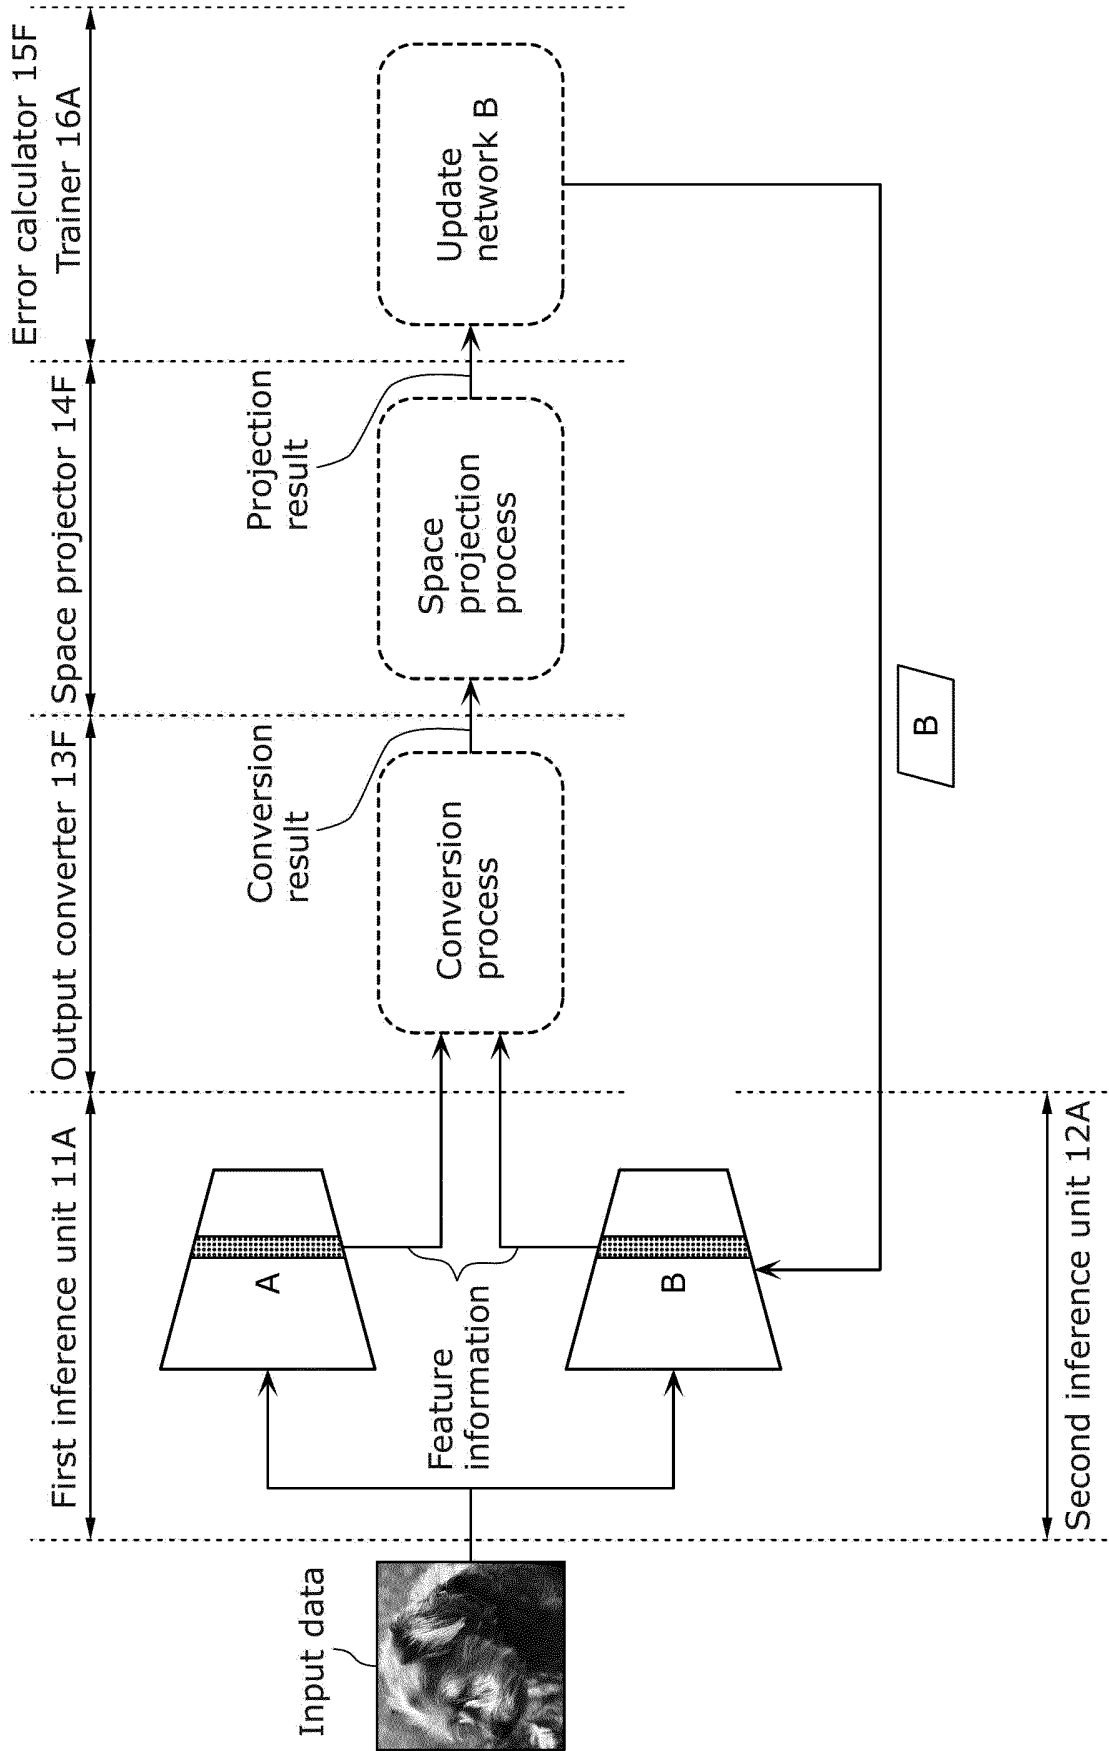 Input data
First inference unit 11A
Output converter 13F
Space projector 14F
Error calculator 15F
Trainer 16A
A
Feature
information
B
Conversion
process
Conversion
result
Space
projection
process
Projection
result
Update
network B
B
Second inference unit 12A